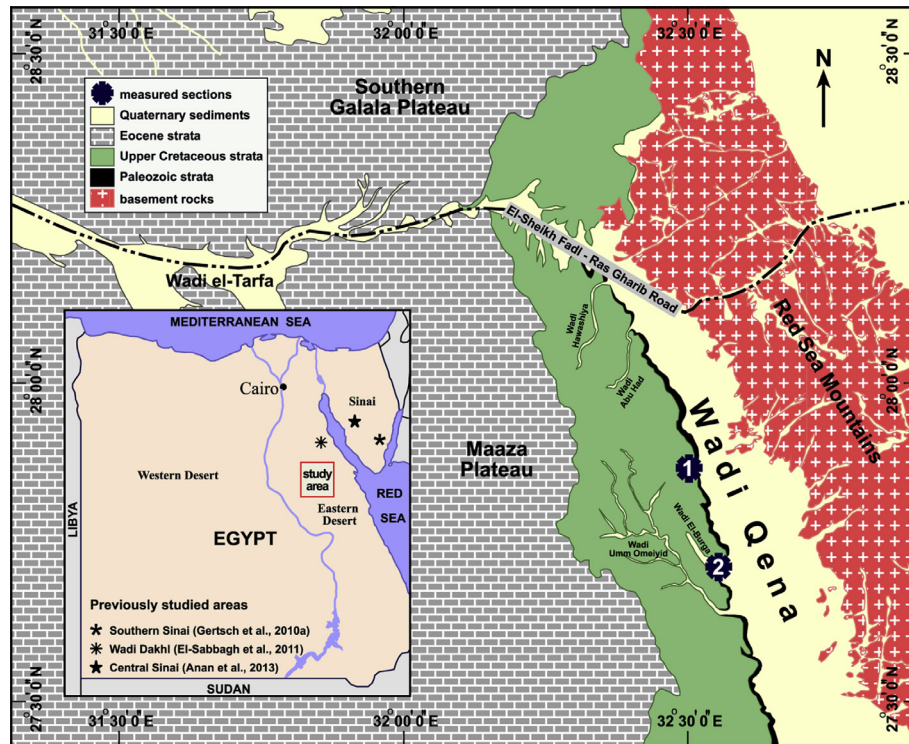 31°30'0"E
32°00'0"E
32°30'0"E
28°30'0"N
28°30'0"N
N
Southern
Galala Plateau
measured sections
Quaternary sediments
Eocene strata
Upper Cretaceous strata
Paleozoic strata
basement rocks
El-Sheikh Fadl - Ras Gharib Road
Wadi el-Tarfa
Wadi
Hawashiya
Wadi
Abu Had
Red Sea Mountains
28°00'0"N
28°00'0"N
Wadi Qena
Maaza
Plateau
1
Wadi El-Burga
Wadi
Umm Omeiyid
2
MEDITERRANEAN SEA
Cairo
Sinai
Western Desert
study
area
Eastern
Desert
RED
SEA
LIBYA
EGYPT
Previously studied areas
Southern Sinai (Gertsch et al., 2010a)
Wadi Dakhl (El-Sabbagh et al., 2011)
Central Sinai (Anan et al., 2013)
SUDAN
27°30'0"N
27°30'0"N
31°30'0"E
32°00'0"E
32°30'0"E